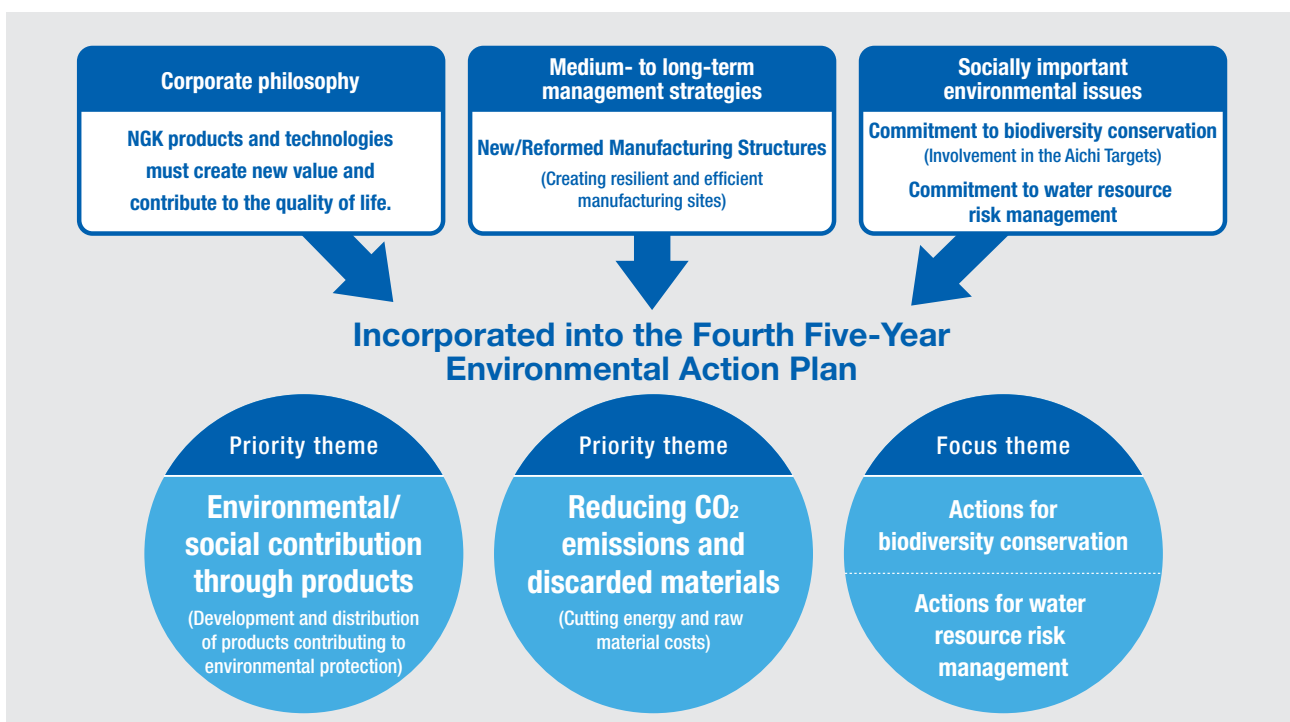 Corporate philosophy
NGK products and technologies
must create new value and
contribute to the quality of life.
Medium- to long-term
management strategies
New/Reformed Manufacturing Structures
(Creating resilient and efficient
manufacturing sites)
Socially important
environmental issues
Commitment to biodiversity conservation
(Involvement in the Aichi Targets)
Commitment to water resource
risk management
Incorporated into the Fourth Five-Year
Environmental Action Plan
Priority theme
Environmental/
social contribution
through products
(Development and distribution
of products contributing to
environmental protection)
Priority theme
Reducing CO2
emissions and
discarded materials
(Cutting energy and raw
material costs)
Focus theme
Actions for
biodiversity conservation
Actions for water
resource risk
management